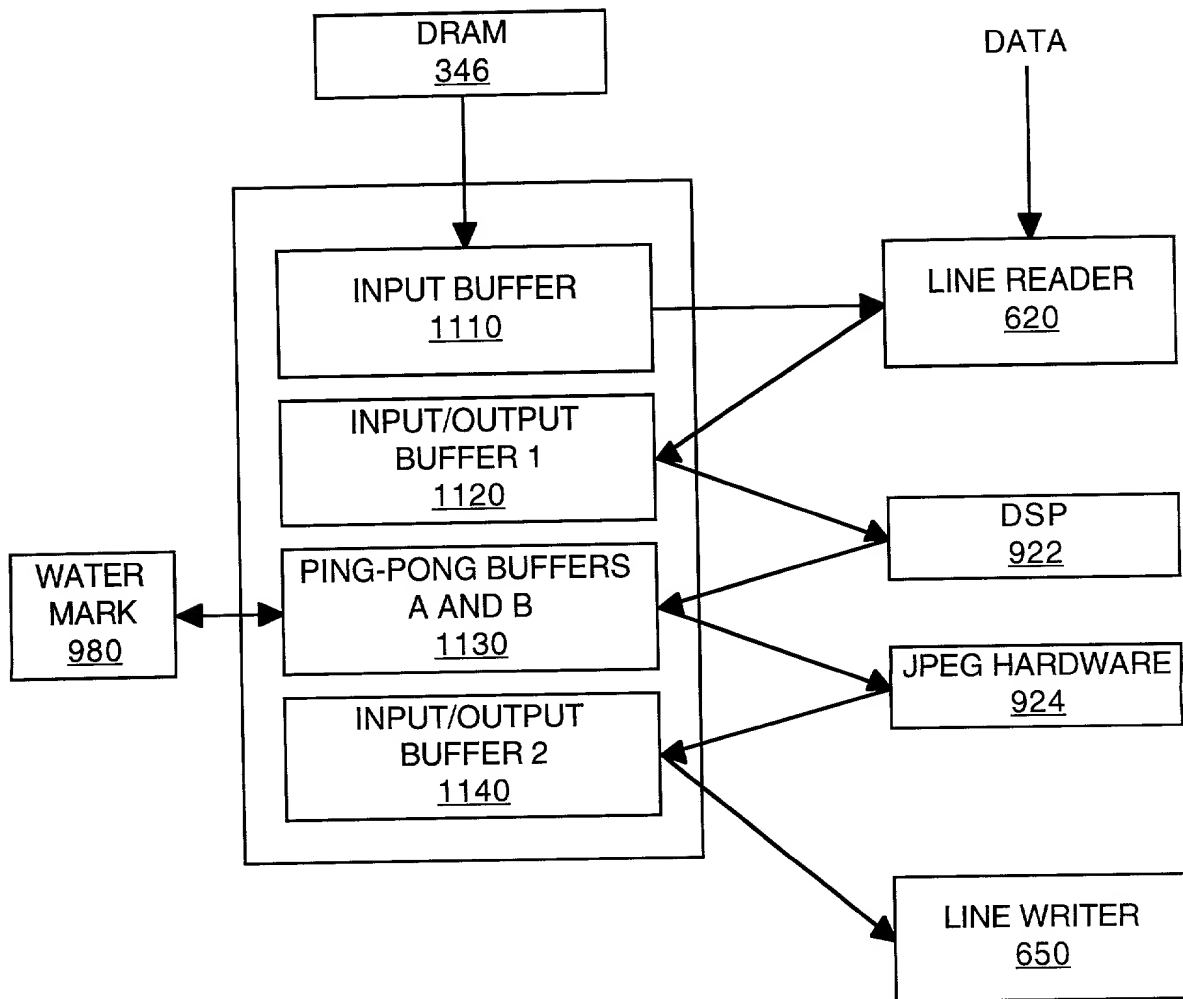 DRAM
346
DATA
INPUT BUFFER
1110
LINE READER
620
INPUT/OUTPUT
BUFFER 1
1120
DSP
922
WATER
MARK
980
PING-PONG BUFFERS
A AND B
1130
JPEG HARDWARE
924
INPUT/OUTPUT
BUFFER 2
1140
LINE WRITER
650